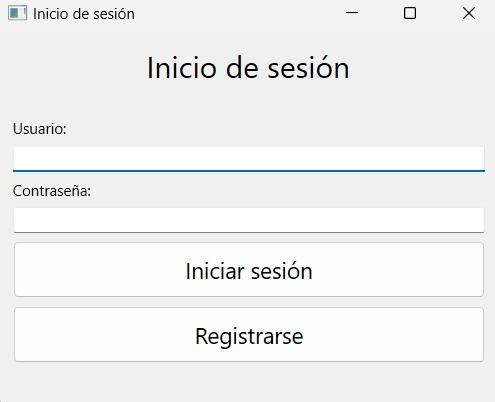 Inicio de sesión
Inicio de sesión
Usuario:
Contraseña:
Iniciar sesión
Registrarse